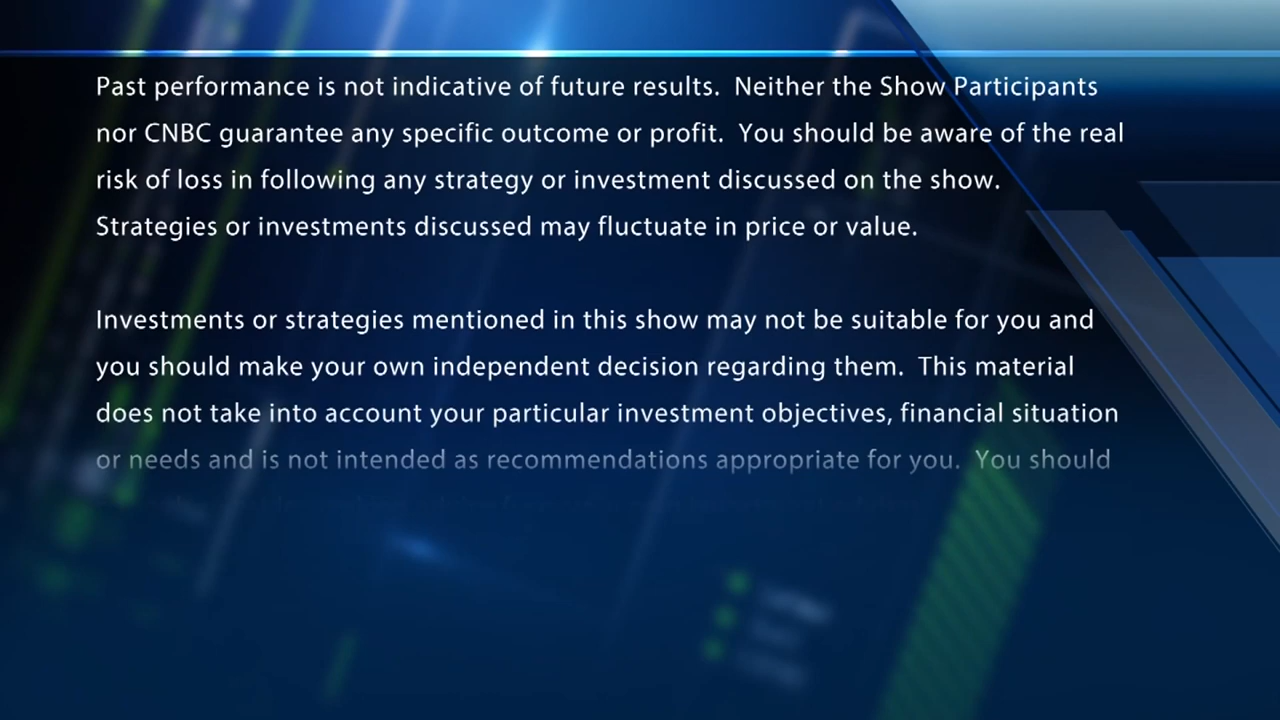 Past performance is not indicative of future results.  Neither the Show Participants
nor CNBC guarantee any specific outcome or profit.  You should be aware of the real
risk of loss in following any strategy or investment discussed on the show.
Strategies or investments discussed may fluctuate in price or value.
Investments or strategies mentioned in this show may not be suitable for you and
you should make your own independent decision regarding them.  This material
does not take into account your particular investment objectives, financial situation
or needs and is not intended as recommendations appropriate for you.  You should